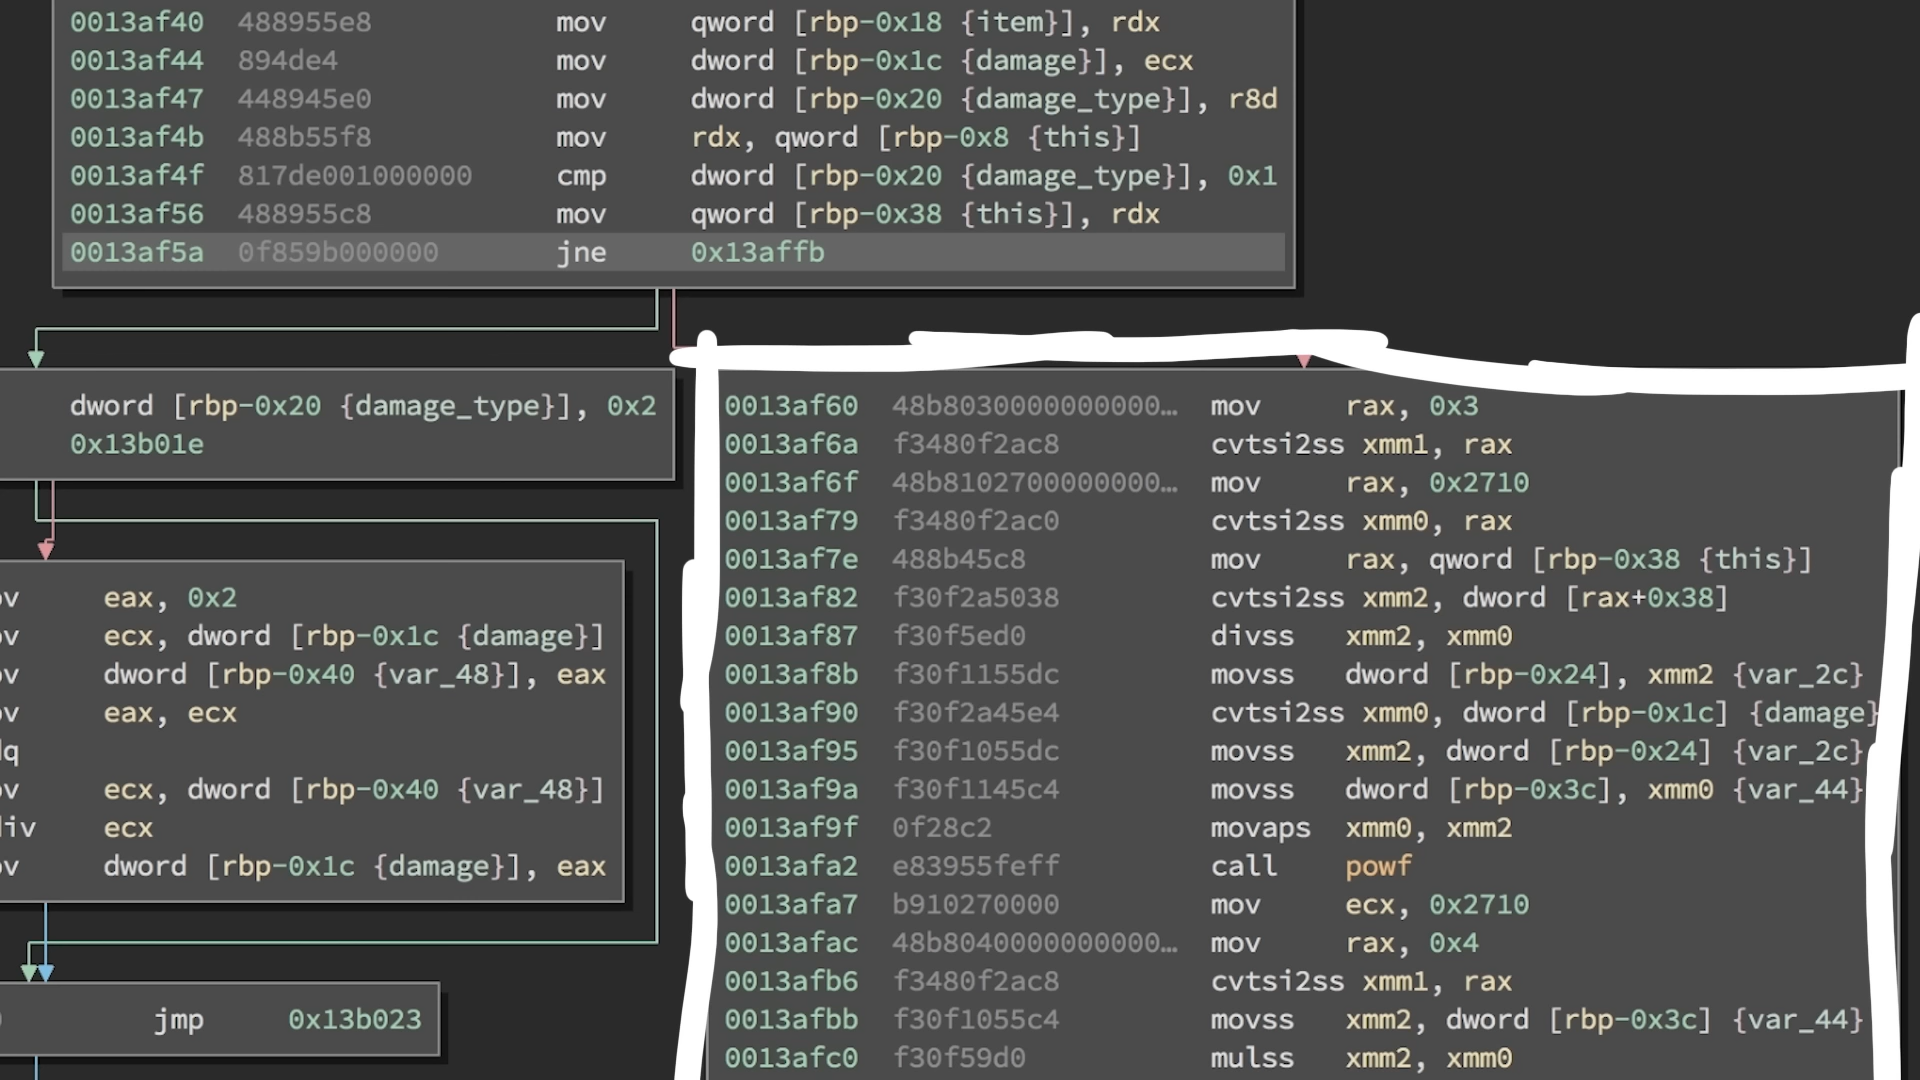 0013af40 488955e8 mov qword [rbp-0x18 {item}], rdx
0013af44 894de4 mov dword [rbp-0x1c {damage}], ecx
0013af47 448945e0 mov dword [rbp-0x20 {damage_type}], r8d
0013af4b 488b55f8 mov rdx, qword [rbp-0x8 {this}]
0013af4f 817de001000000 cmp dword [rbp-0x20 {damage_type}], 0x1
0013af56 488955c8 mov qword [rbp-0x38 {this}], rdx
0013af5a 0f859b000000 jne 0x13affb
dword [rbp-0x20 {damage_type}], 0x2
0x13b01e
ov eax, 0x2
ov ecx, dword [rbp-0x1c {damage}]
ov dword [rbp-0x40 {var_48}], eax
ov eax, ecx
dq
ov ecx, dword [rbp-0x40 {var_48}]
div ecx
ov dword [rbp-0x1c {damage}], eax
jmp 0x13b023
0013af60 48b8030000000000… mov rax, 0x3
0013af6a f3480f2ac8 cvtsi2ss xmm1, rax
0013af6f 48b8102700000000… mov rax, 0x2710
0013af79 f3480f2ac0 cvtsi2ss xmm0, rax
0013af7e 488b45c8 mov rax, qword [rbp-0x38 {this}]
0013af82 f30f2a5038 cvtsi2ss xmm2, dword [rax+0x38]
0013af87 f30f5ed0 divss xmm2, xmm0
0013af8b f30f1155dc movss dword [rbp-0x24], xmm2 {var_2c}
0013af90 f30f2a45e4 cvtsi2ss xmm0, dword [rbp-0x1c] {damage}
0013af95 f30f1055dc movss xmm2, dword [rbp-0x24] {var_2c}
0013af9a f30f1145c4 movss dword [rbp-0x3c], xmm0 {var_44}
0013af9f 0f28c2 movaps xmm0, xmm2
0013afa2 e83955feff call powf
0013afa7 b910270000 mov ecx, 0x2710
0013afac 48b8040000000000… mov rax, 0x4
0013afb6 f3480f2ac8 cvtsi2ss xmm1, rax
0013afbb f30f1055c4 movss xmm2, dword [rbp-0x3c] {var_44}
0013afc0 f30f59d0 mulss xmm2, xmm0